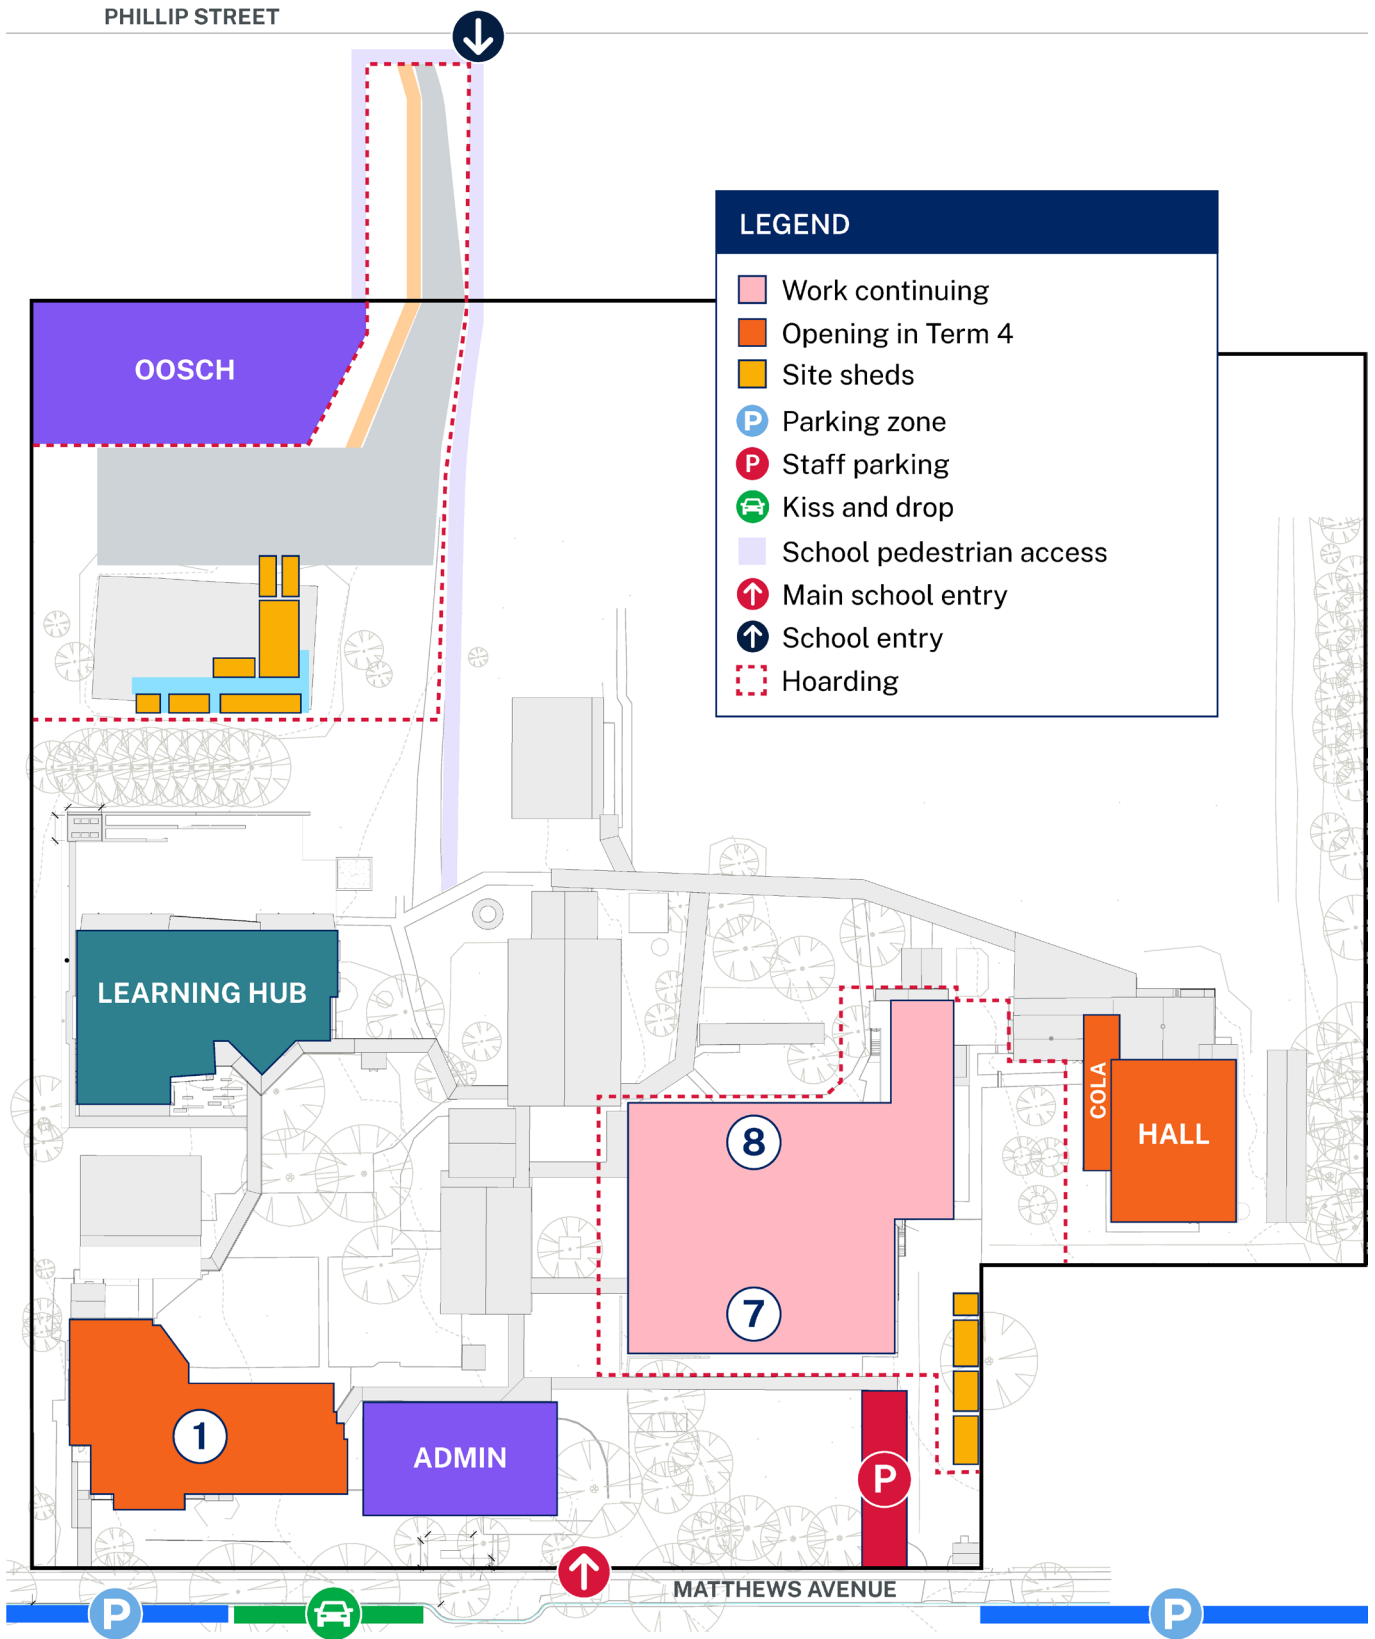 PHILLIP STREET
LEGEND
Work continuing
Opening in Term 4
Site sheds
P Parking zone
P Staff parking
Kiss and drop
School pedestrian access
Main school entry
School entry
Hoarding
OOSCH
LEARNING HUB
COLA
HALL
8
7
1
ADMIN
P
MATTHEWS AVENUE
P
P